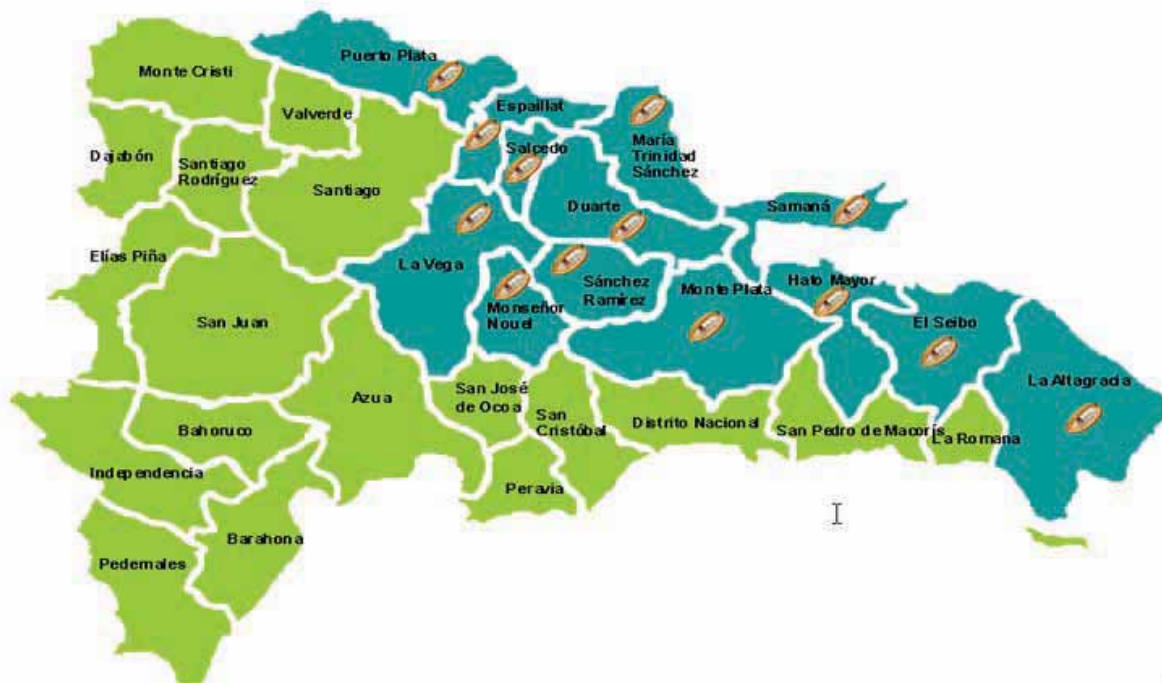 Puerto Plata
Monte Cristi
Espaillat
Valverde
María
Trinidad
Sánchez
Salcedo
Dajabón
Santiago
Rodríguez
Santiago
Samaná
Duarte
Elías Piña
La Vega
Sánchez
Ramírez
Monte Plata
Hato Mayor
Monseñor
Nouel
San Juan
El Seibo
La Altagracia
San José
de Ocoa
Azua
San
Cristóbal
Distrito Nacional
San Pedro de Macorís
La Romana
Bahoruco
Independencia
Peravia
Barahona
Pedernales